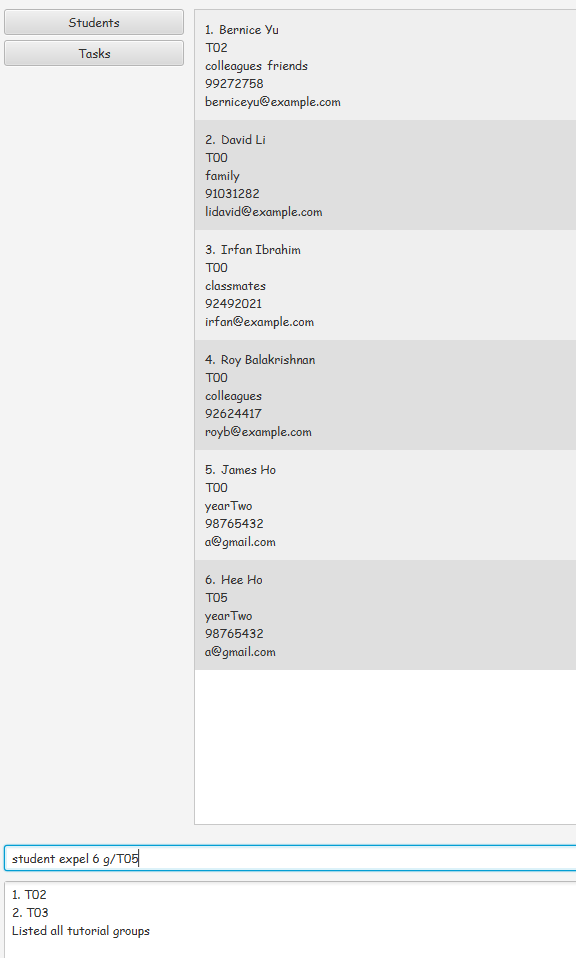 Students
Tasks
1. Bernice Yu
T02
colleagues friends
99272758
berniceyu@example.com
2. David Li
T00
family
91031282
lidavid@example.com
3. Irfan Ibrahim
T00
classmates
92492021
irfan@example.com
4. Roy Balakrishnan
T00
colleagues
92624417
royb@example.com
5. James Ho
T00
yearTwo
98765432
a@gmail.com
6. Hee Ho
T05
yearTwo
98765432
a@gmail.com
student expel 6 g/T05
1. T02
2. T03
Listed all tutorial groups